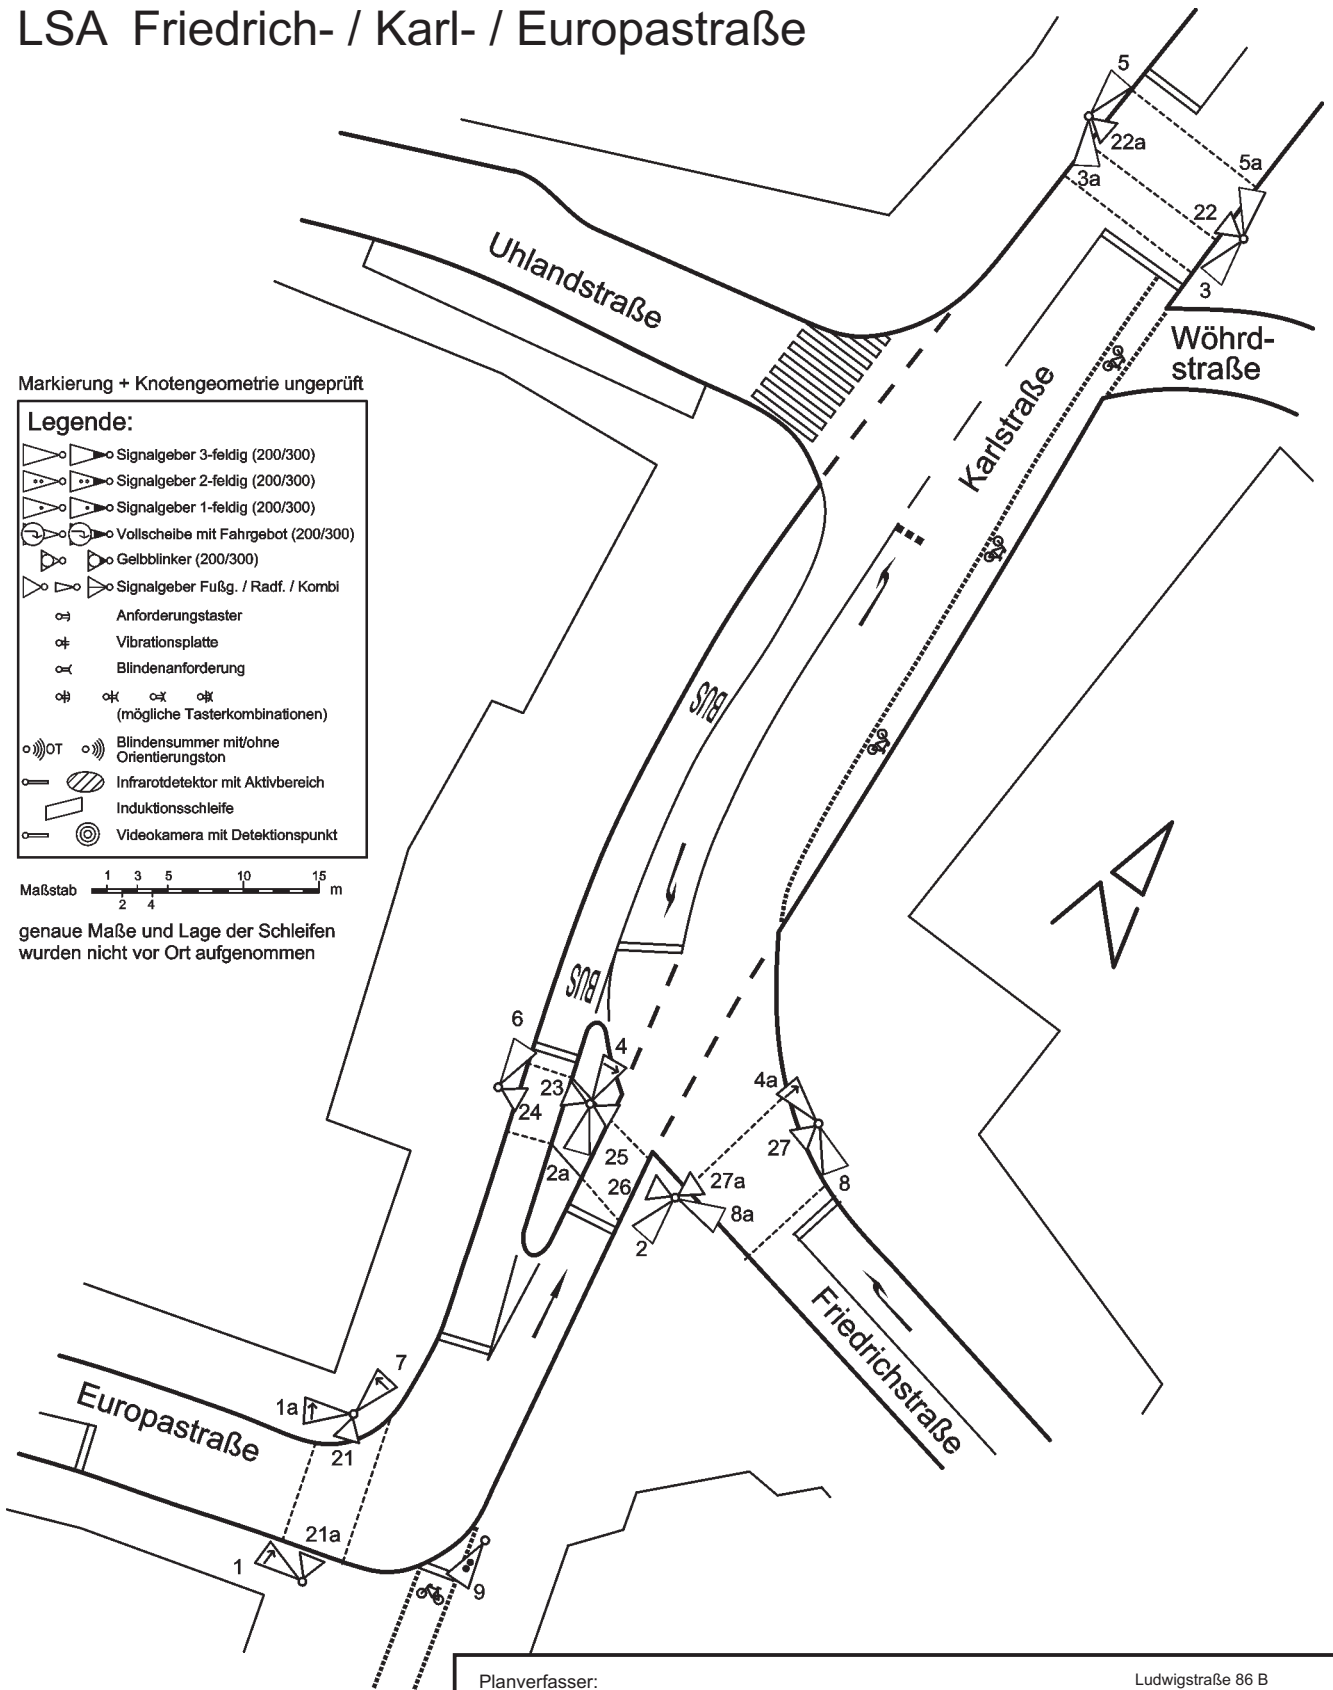 LSA Friedrich- / Karl- / Europastraße
5
22a
3a
5a
22
3
Uhlandstraße
Wöhrd-
straße
Karlstraße
Markierung + Knotengeometrie ungeprüft
Legende:
Signalgeber 3-feldig (200/300)
Signalgeber 2-feldig (200/300)
Signalgeber 1-feldig (200/300)
Vollscheibe mit Fahrgebot (200/300)
Gelbblinker (200/300)
Signalgeber Fußg. / Radf. / Kombi
Anforderungstaster
Vibrationsplatte
Blindenanforderung
(mögliche Tasterkombinationen)
OT Blindensummer mit/ohne
Orientierungston
Infrarotdetektor mit Aktivbereich
Induktionsschleife
Videokamera mit Detektionspunkt
Maßstab 1 3 5 10 15 m
2 4
genaue Maße und Lage der Schleifen
wurden nicht vor Ort aufgenommen
BUS
BUS
6
4
23
24
4a
27
25
2a
26
27a
8
8a
2
Friedrichstraße
7
1a
21
Europastraße
21a
1
9
Planverfasser:
Ludwigstraße 86 B